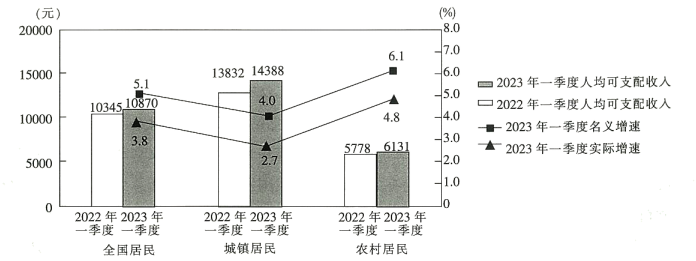 (元)
(%)
20000
15000
10000
5000
0
8.0
7.0
6.0
5.0
4.0
3.0
2.0
1.0
0
10345
10870
5.1
3.8
13832
14388
4.0
2.7
5778
6131
6.1
4.8
2022 年
一季度
2023 年
一季度
全国居民
2022 年
一季度
2023 年
一季度
城镇居民
2022 年
一季度
2023 年
一季度
农村居民
2023 年一季度人均可支配收入
2022 年一季度人均可支配收入
2023 年一季度名义增速
2023 年一季度实际增速